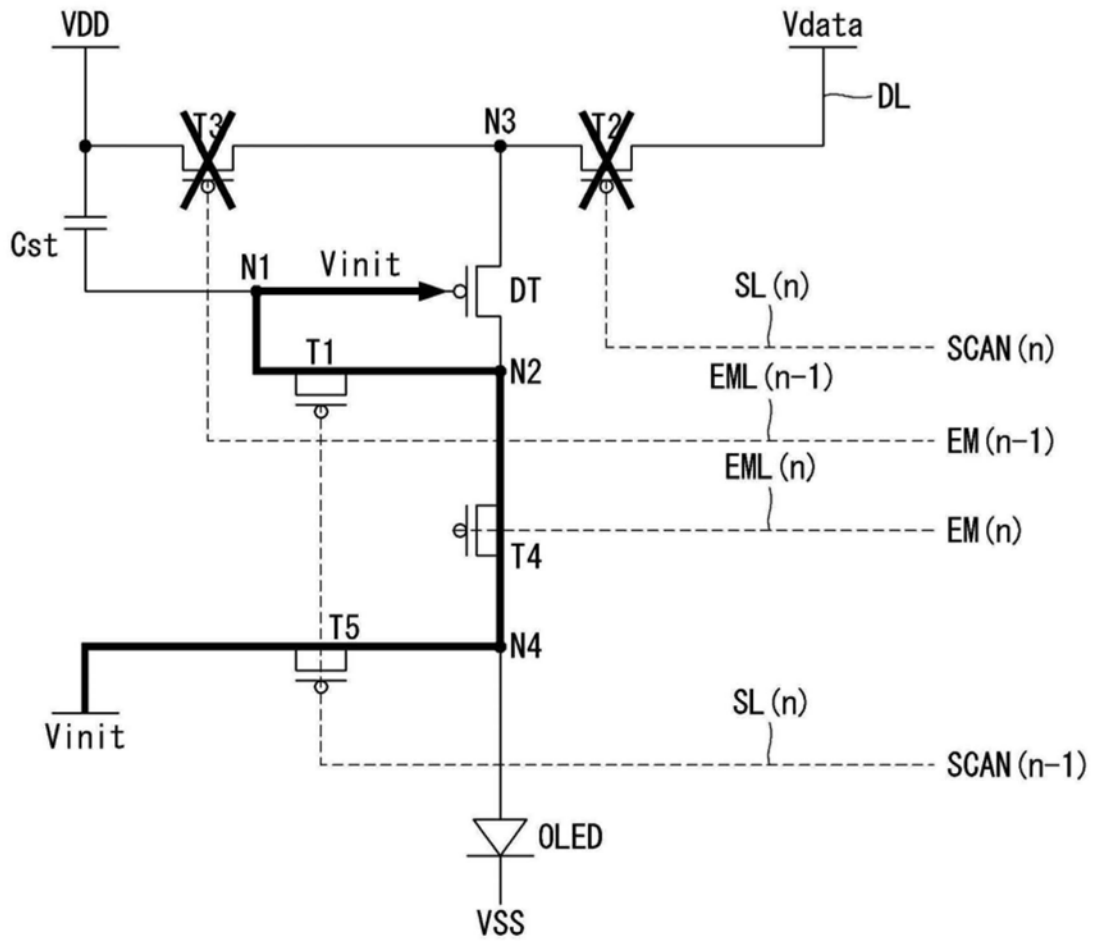 VDD
Vdata
DL
T3
N3
T2
Cst
N1
Vinit
DT
SL(n)
T1
N2
SCAN(n)
EML(n-1)
EM(n-1)
EML(n)
EM(n)
T4
T5
N4
Vinit
SL(n)
SCAN(n-1)
OLED
VSS